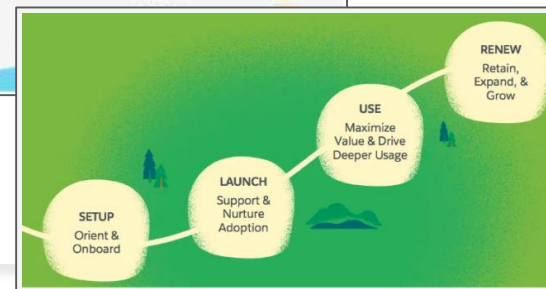 SETUP
Orient &
Onboard
LAUNCH
Support &
Nurture
Adoption
USE
Maximize
Value & Drive
Deeper Usage
RENEW
Retain,
Expand, &
Grow